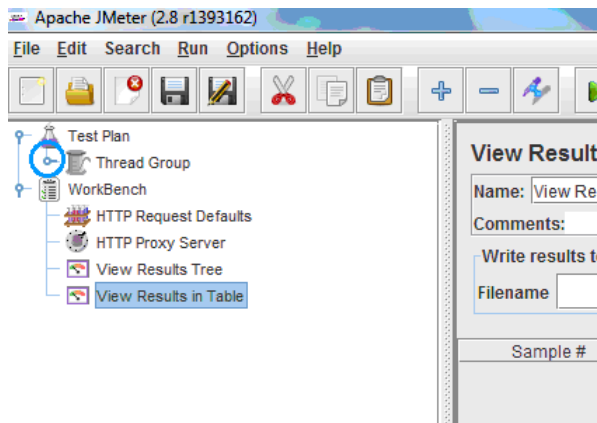 Apache JMeter (2.8 r1393162)
File Edit Search Run Options Help
Test Plan
Thread Group
WorkBench
HTTP Request Defaults
HTTP Proxy Server
View Results Tree
View Results in Table
View Result
Name: View Re
Comments:
Write results t
Filename
Sample #